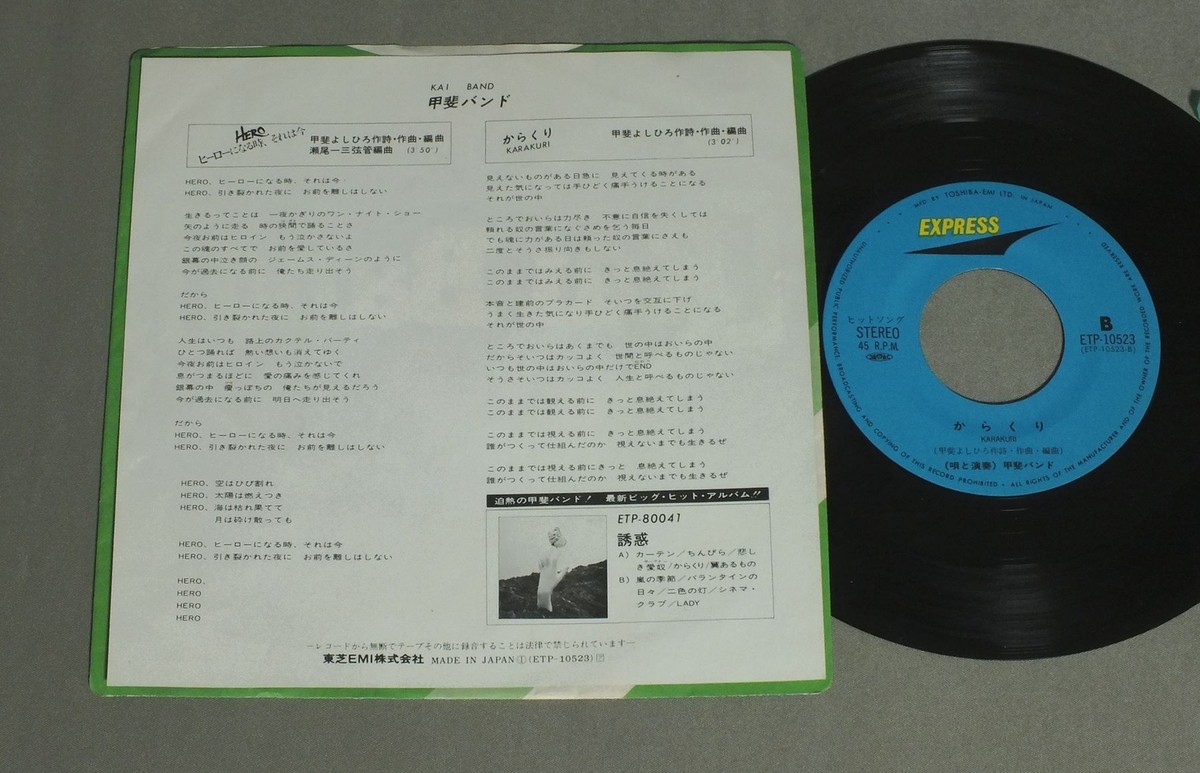 KAI BAND
甲斐バンド
HERO
ヒーローになる時、それは今
甲斐よしひろ作詩・作曲・編曲
瀬尾一三弦管編曲 (3´50˝)
HERO、ヒーローになる時、それは今・
HERO、引き裂かれた夜に お前を離しはしない
生きるってことは 一夜かぎりのワン・ナイト・ショー
矢のように走る 時の狭間で踊ることさ
今夜お前はヒロイン もう泣かさないよ
この魂のすべてで お前を愛しているさ
銀幕の中泣き顔の ジェームス・ディーンのように
今が過去になる前に 俺たち走り出そう
だから
HERO、ヒーローになる時、それは今
HERO、引き裂かれた夜に お前を離しはしない
人生はいつも 路上のカクテル・パーティ
ひとつ踊れば 熱い想いも消えてゆく
今夜お前はヒロイン もう泣かないで
息がつまるほどに 愛の痛みを感じてくれ
銀幕の中 瘦っぽちの 俺たちが見えるだろう
今が過去になる前に 明日へ走り出そう
だから
HERO、ヒーローになる時、それは今
HERO、引き裂かれた夜に お前を離しはしない
HERO、空はひび割れ
HERO、太陽は燃えつき
HERO、海は枯れ果てて
月は砕け散っても
HERO、ヒーローになる時、それは今
HERO、引き裂かれた夜に お前を離しはしない
HERO、
HERO
HERO
HERO
からくり
KARAKURI
甲斐よしひろ作詩・作曲・編曲
(3´02˝)
見えないものがある日急に 見えてくる時がある
見えた気になっては手ひどく痛手うけることになる
それが世の中
ところでおいらは力尽き 不意に自信を失くしては
頼れる奴の言葉になぐさめを乞う毎日
でも魂に力がある日は頼った奴の言葉にさえも
二度とそうさ振り向きもしない
このままではみえる前に きっと息絶えてしまう
このままではみえる前に きっと息絶えてしまう
本音と建前のプラカード そいつを交互に下げ
うまく生きた気になり手ひどく痛手うけることになる
それが世の中
ところでおいらはあくまでも 世の中はおいらの中
だからそいつはカッコよく 世間と呼べるものじゃない
いつも世の中はおいらの中だけでEND
そうさそいつはカッコよく 人生と呼べるものじゃない
このままでは観える前に きっと息絶えてしまう
このままでは観える前に きっと息絶えてしまう
このままでは視える前に きっと息絶えてしまう
誰がつくって仕組んだのか 視えないまでも生きるぜ
このままでは視える前にきっと 息絶えてしまう
誰がつくって仕組んだのか 視えないまでも生きるぜ
迫熱の甲斐バンド! 最新ビッグ・ヒット・アルバム!!
ETP-80041
誘惑
A) カーテン/ちんぴら/悲し
き愛奴/からくり/翼あるもの
B) 嵐の季節/バランタインの
日々/二色の灯/シネマ・
クラブ/LADY
―レコードから無断でテープその他に録音することは法律で禁じられています―
東芝EMI株式会社 MADE IN JAPAN Ⓘ (ETP-10523)
MFD. BY TOSHIBA-EMI LTD. IN JAPAN
EXPRESS
ヒットソング
STEREO
45 R.P.M.
B
ETP-10523
(ETP-10523-B)
からくり
KARAKURI
(甲斐よしひろ作詩・作曲・編曲)
(唄と演奏) 甲斐バンド
UNAUTHORIZED PUBLIC PERFORMANCE, BROADCASTING AND COPYING OF THIS RECORD PROHIBITED • ALL RIGHTS OF THE MANUFACTURER AND OF THE OWNER OF THE RECORDED WORK ARE RESERVED